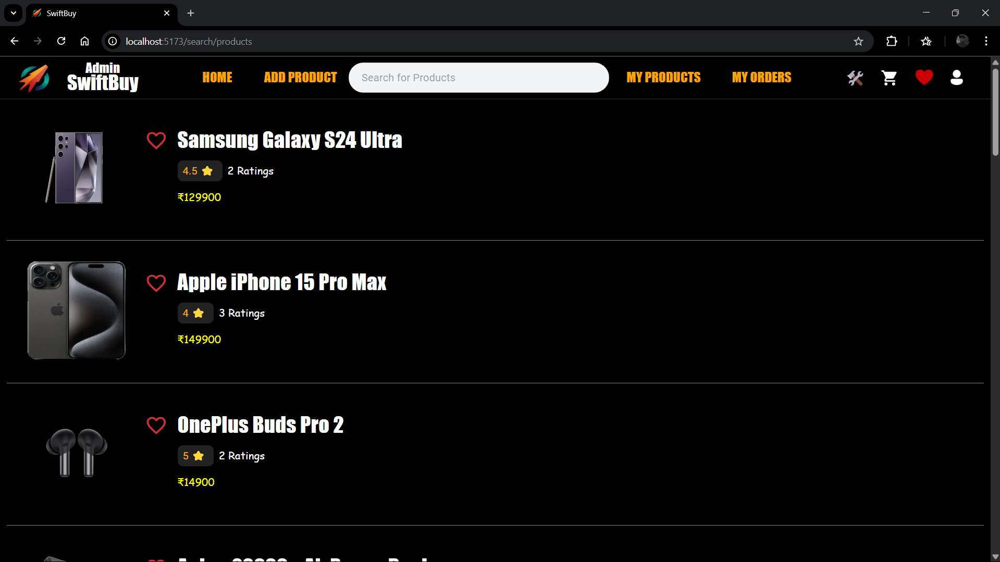 SwiftBuy
localhost:5173/search/products
Admin
SwiftBuy
HOME
ADD PRODUCT
Search for Products
MY PRODUCTS
MY ORDERS
Samsung Galaxy S24 Ultra
4.5
2 Ratings
₹129900
Apple iPhone 15 Pro Max
4
3 Ratings
₹149900
OnePlus Buds Pro 2
5
2 Ratings
₹14900